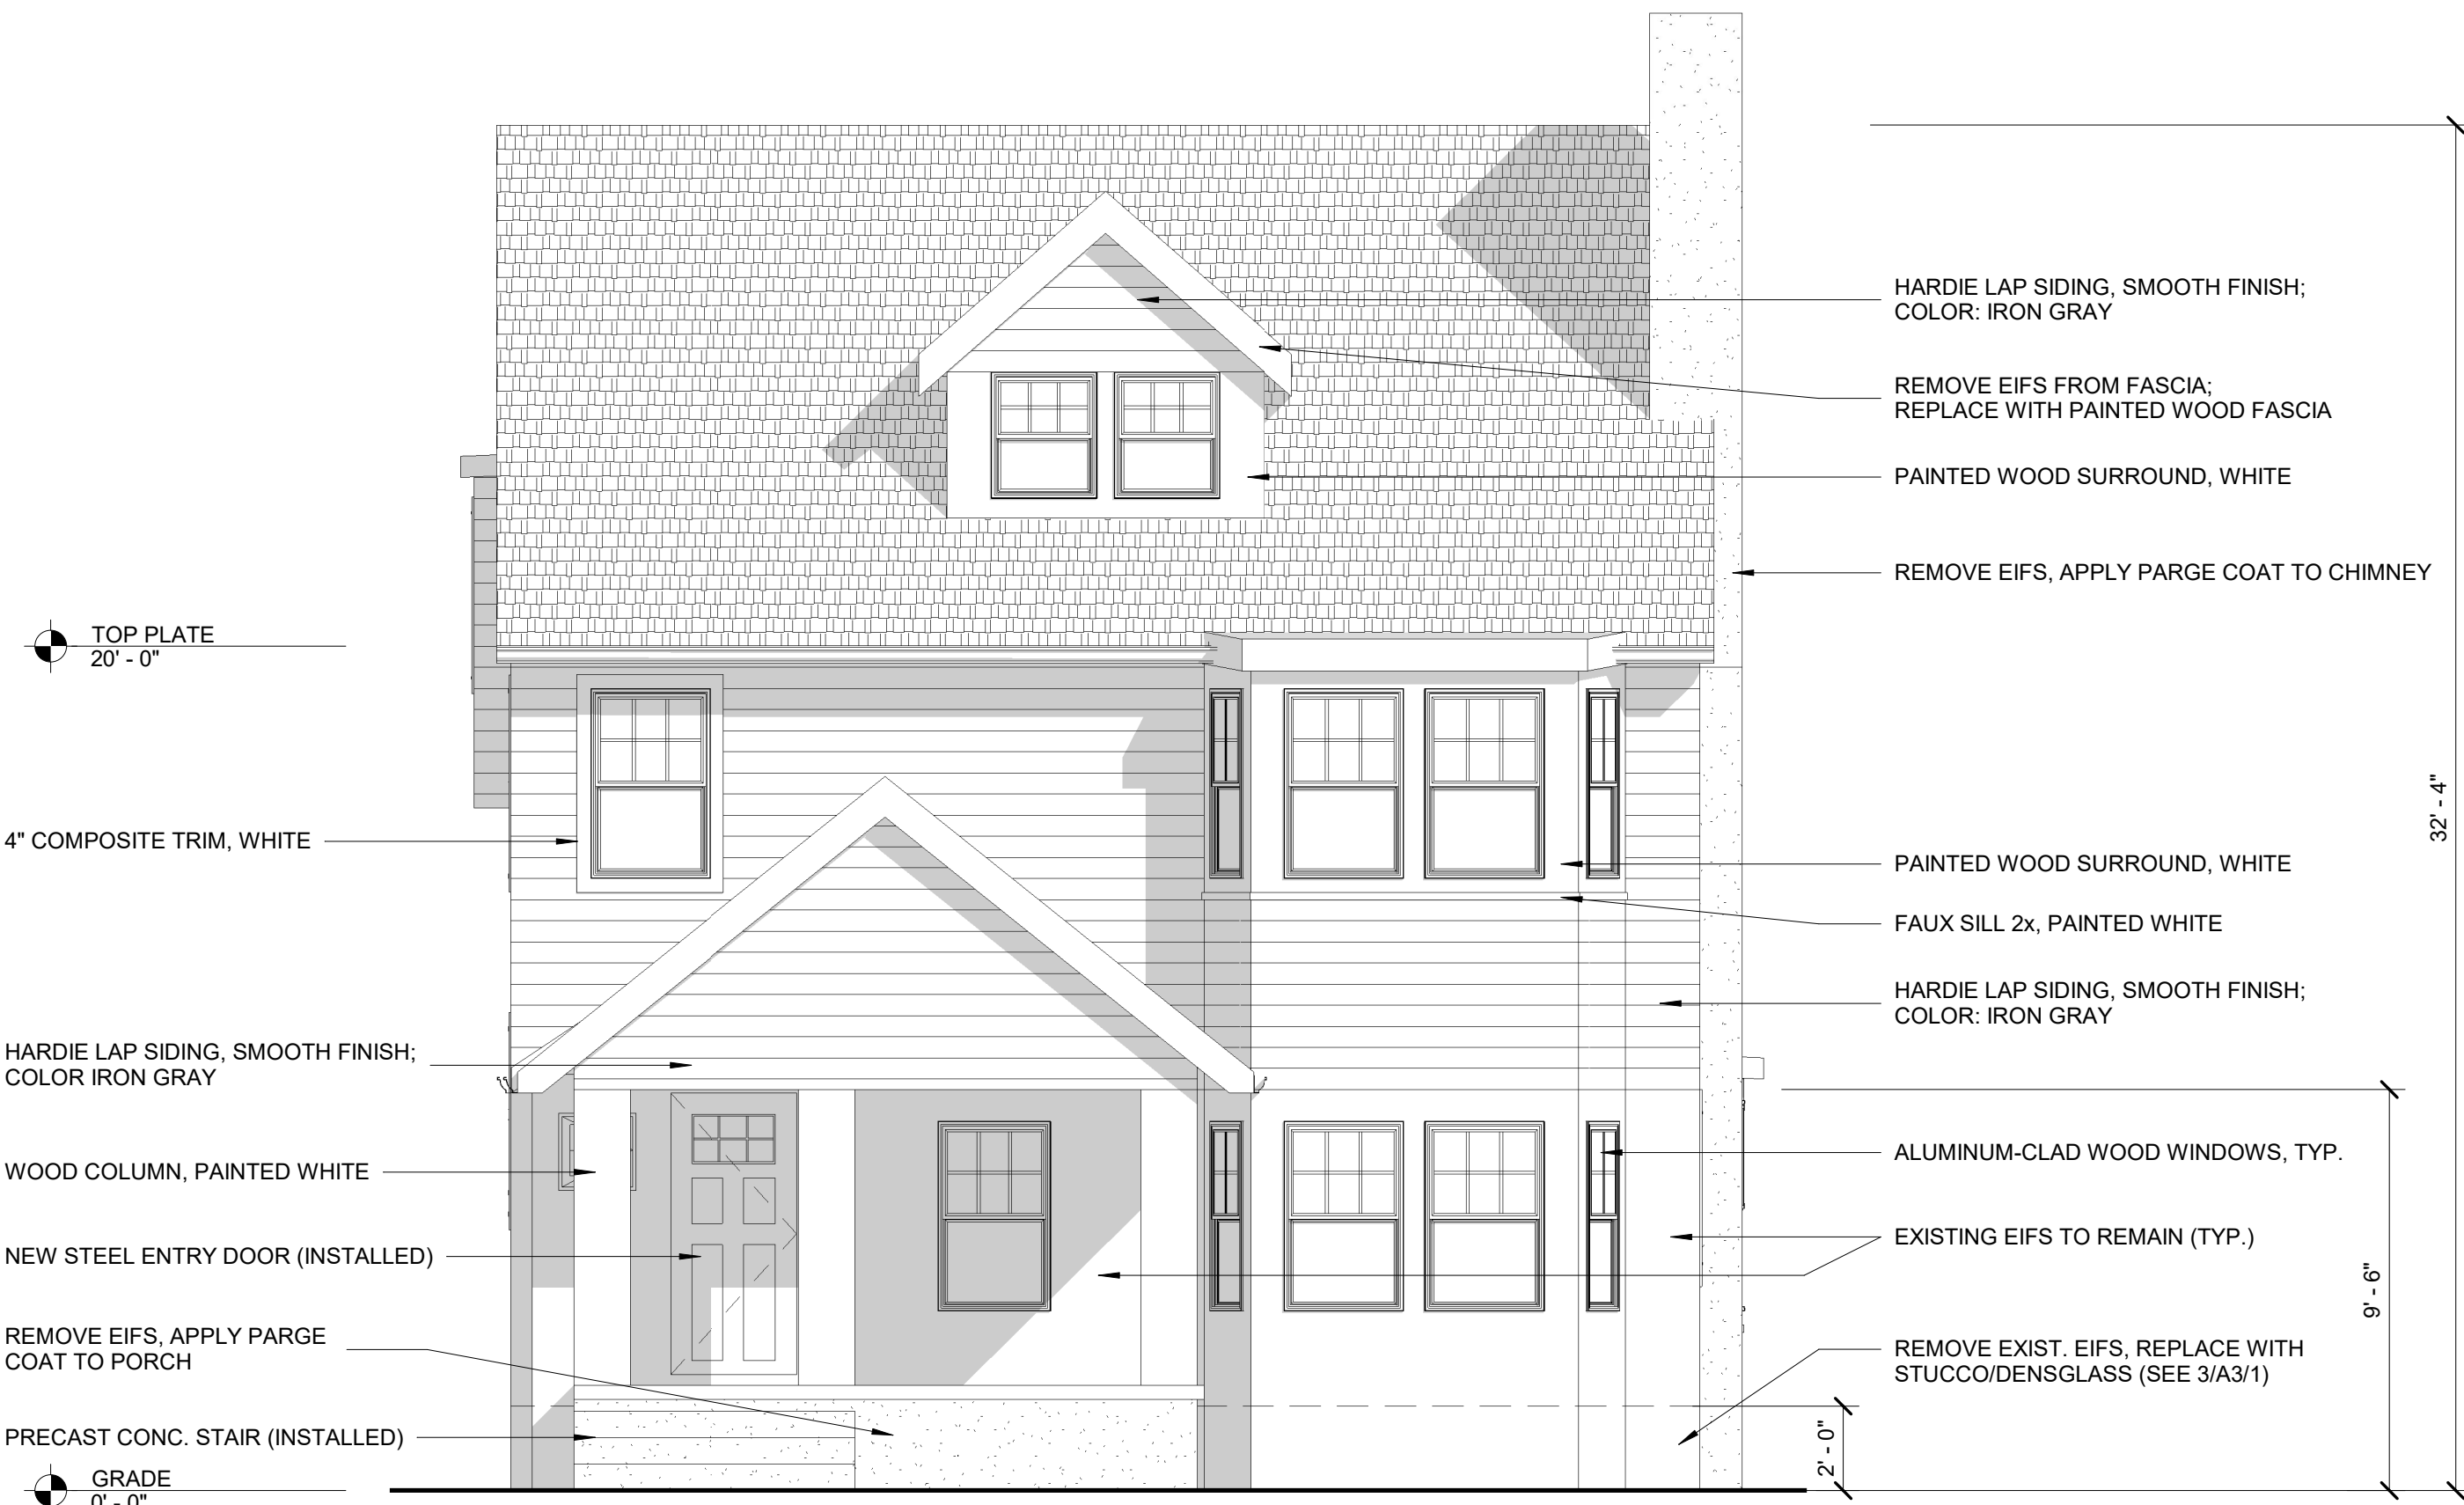 HARDIE LAP SIDING, SMOOTH FINISH;
COLOR: IRON GRAY
REMOVE EIFS FROM FASCIA;
REPLACE WITH PAINTED WOOD FASCIA
PAINTED WOOD SURROUND, WHITE
REMOVE EIFS, APPLY PARGE COAT TO CHIMNEY
TOP PLATE
20' - 0"
32' - 4"
4" COMPOSITE TRIM, WHITE
PAINTED WOOD SURROUND, WHITE
FAUX SILL 2x, PAINTED WHITE
HARDIE LAP SIDING, SMOOTH FINISH;
COLOR: IRON GRAY
HARDIE LAP SIDING, SMOOTH FINISH;
COLOR IRON GRAY
WOOD COLUMN, PAINTED WHITE
ALUMINUM-CLAD WOOD WINDOWS, TYP.
NEW STEEL ENTRY DOOR (INSTALLED)
EXISTING EIFS TO REMAIN (TYP.)
9' - 6"
REMOVE EIFS, APPLY PARGE
COAT TO PORCH
REMOVE EXIST. EIFS, REPLACE WITH
STUCCO/DENSGLASS (SEE 3/A3/1)
PRECAST CONC. STAIR (INSTALLED)
2' - 0"
GRADE
0' - 0"